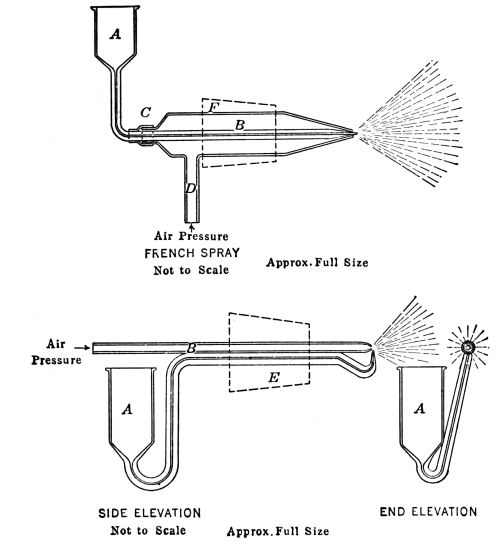 A
C
F
B
D
Air Pressure
FRENCH SPRAY
Not to Scale
Approx. Full Size
Air
Pressure
B
A
E
A
SIDE ELEVATION
Not to Scale
Approx. Full Size
END ELEVATION